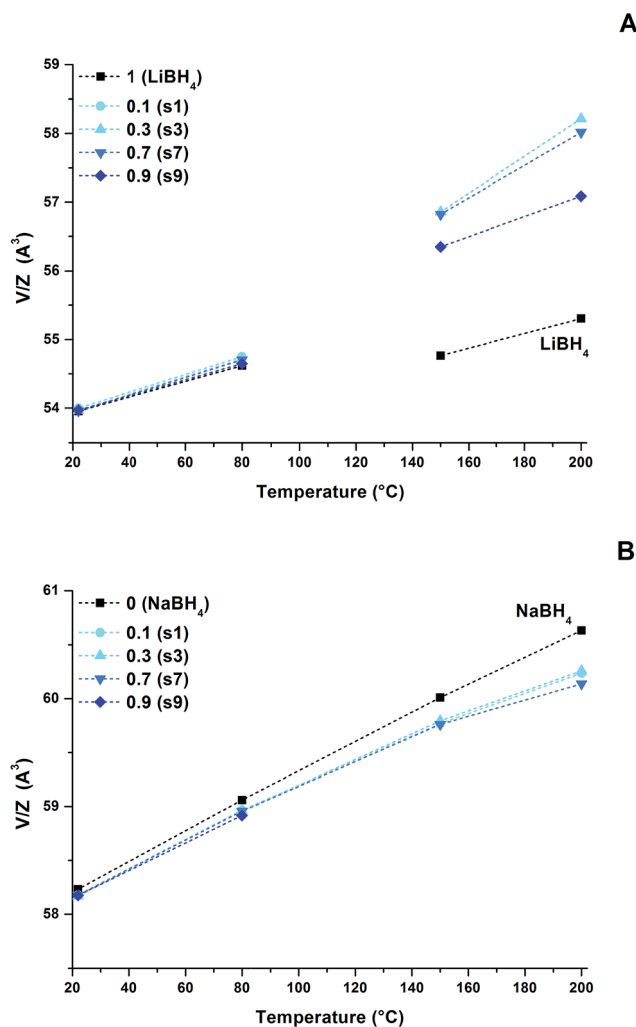 A
59
58
57
56
55
54
V/Z (A³)
1 (LiBH₄)
0.1 (s1)
0.3 (s3)
0.7 (s7)
0.9 (s9)
LiBH₄
20 40 60 80 100 120 140 160 180 200
Temperature (°C)
B
61
60
59
58
V/Z (A³)
0 (NaBH₄)
0.1 (s1)
0.3 (s3)
0.7 (s7)
0.9 (s9)
NaBH₄
20 40 60 80 100 120 140 160 180 200
Temperature (°C)